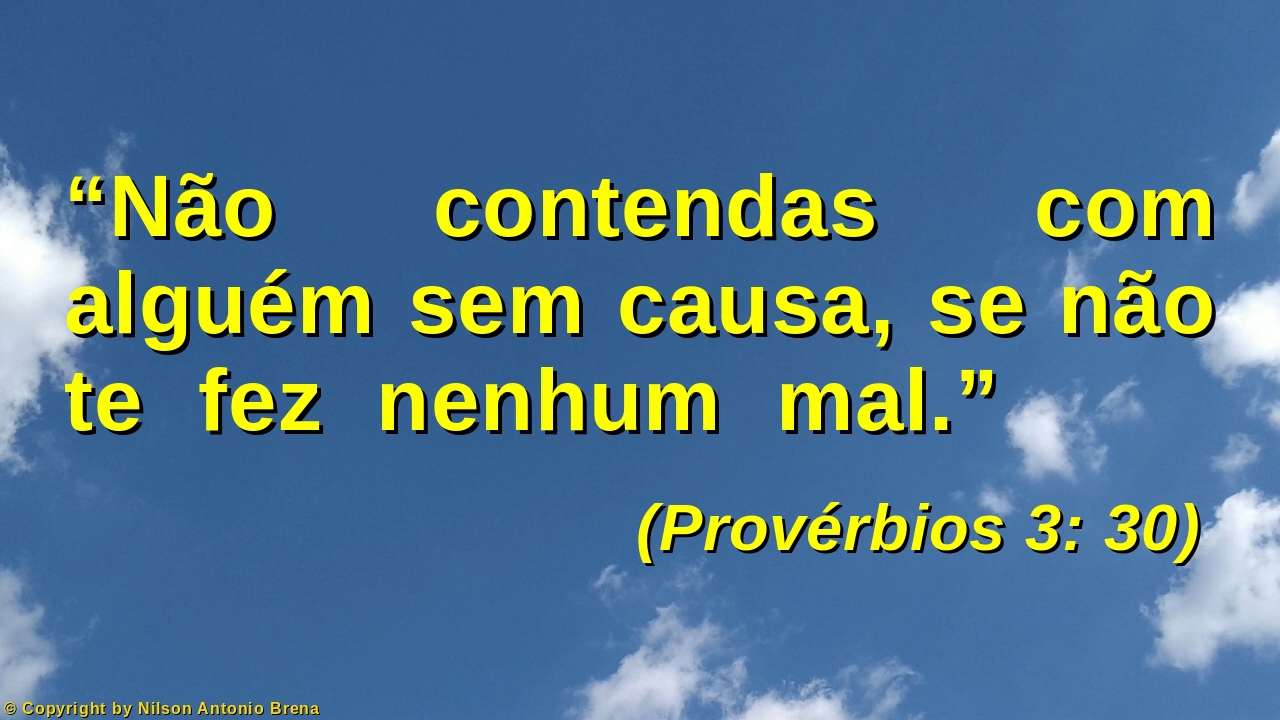 “Não contendas com
alguém sem causa, se não
te fez nenhum mal.”
(Provérbios 3: 30)
© Copyright by Nilson Antonio Brena